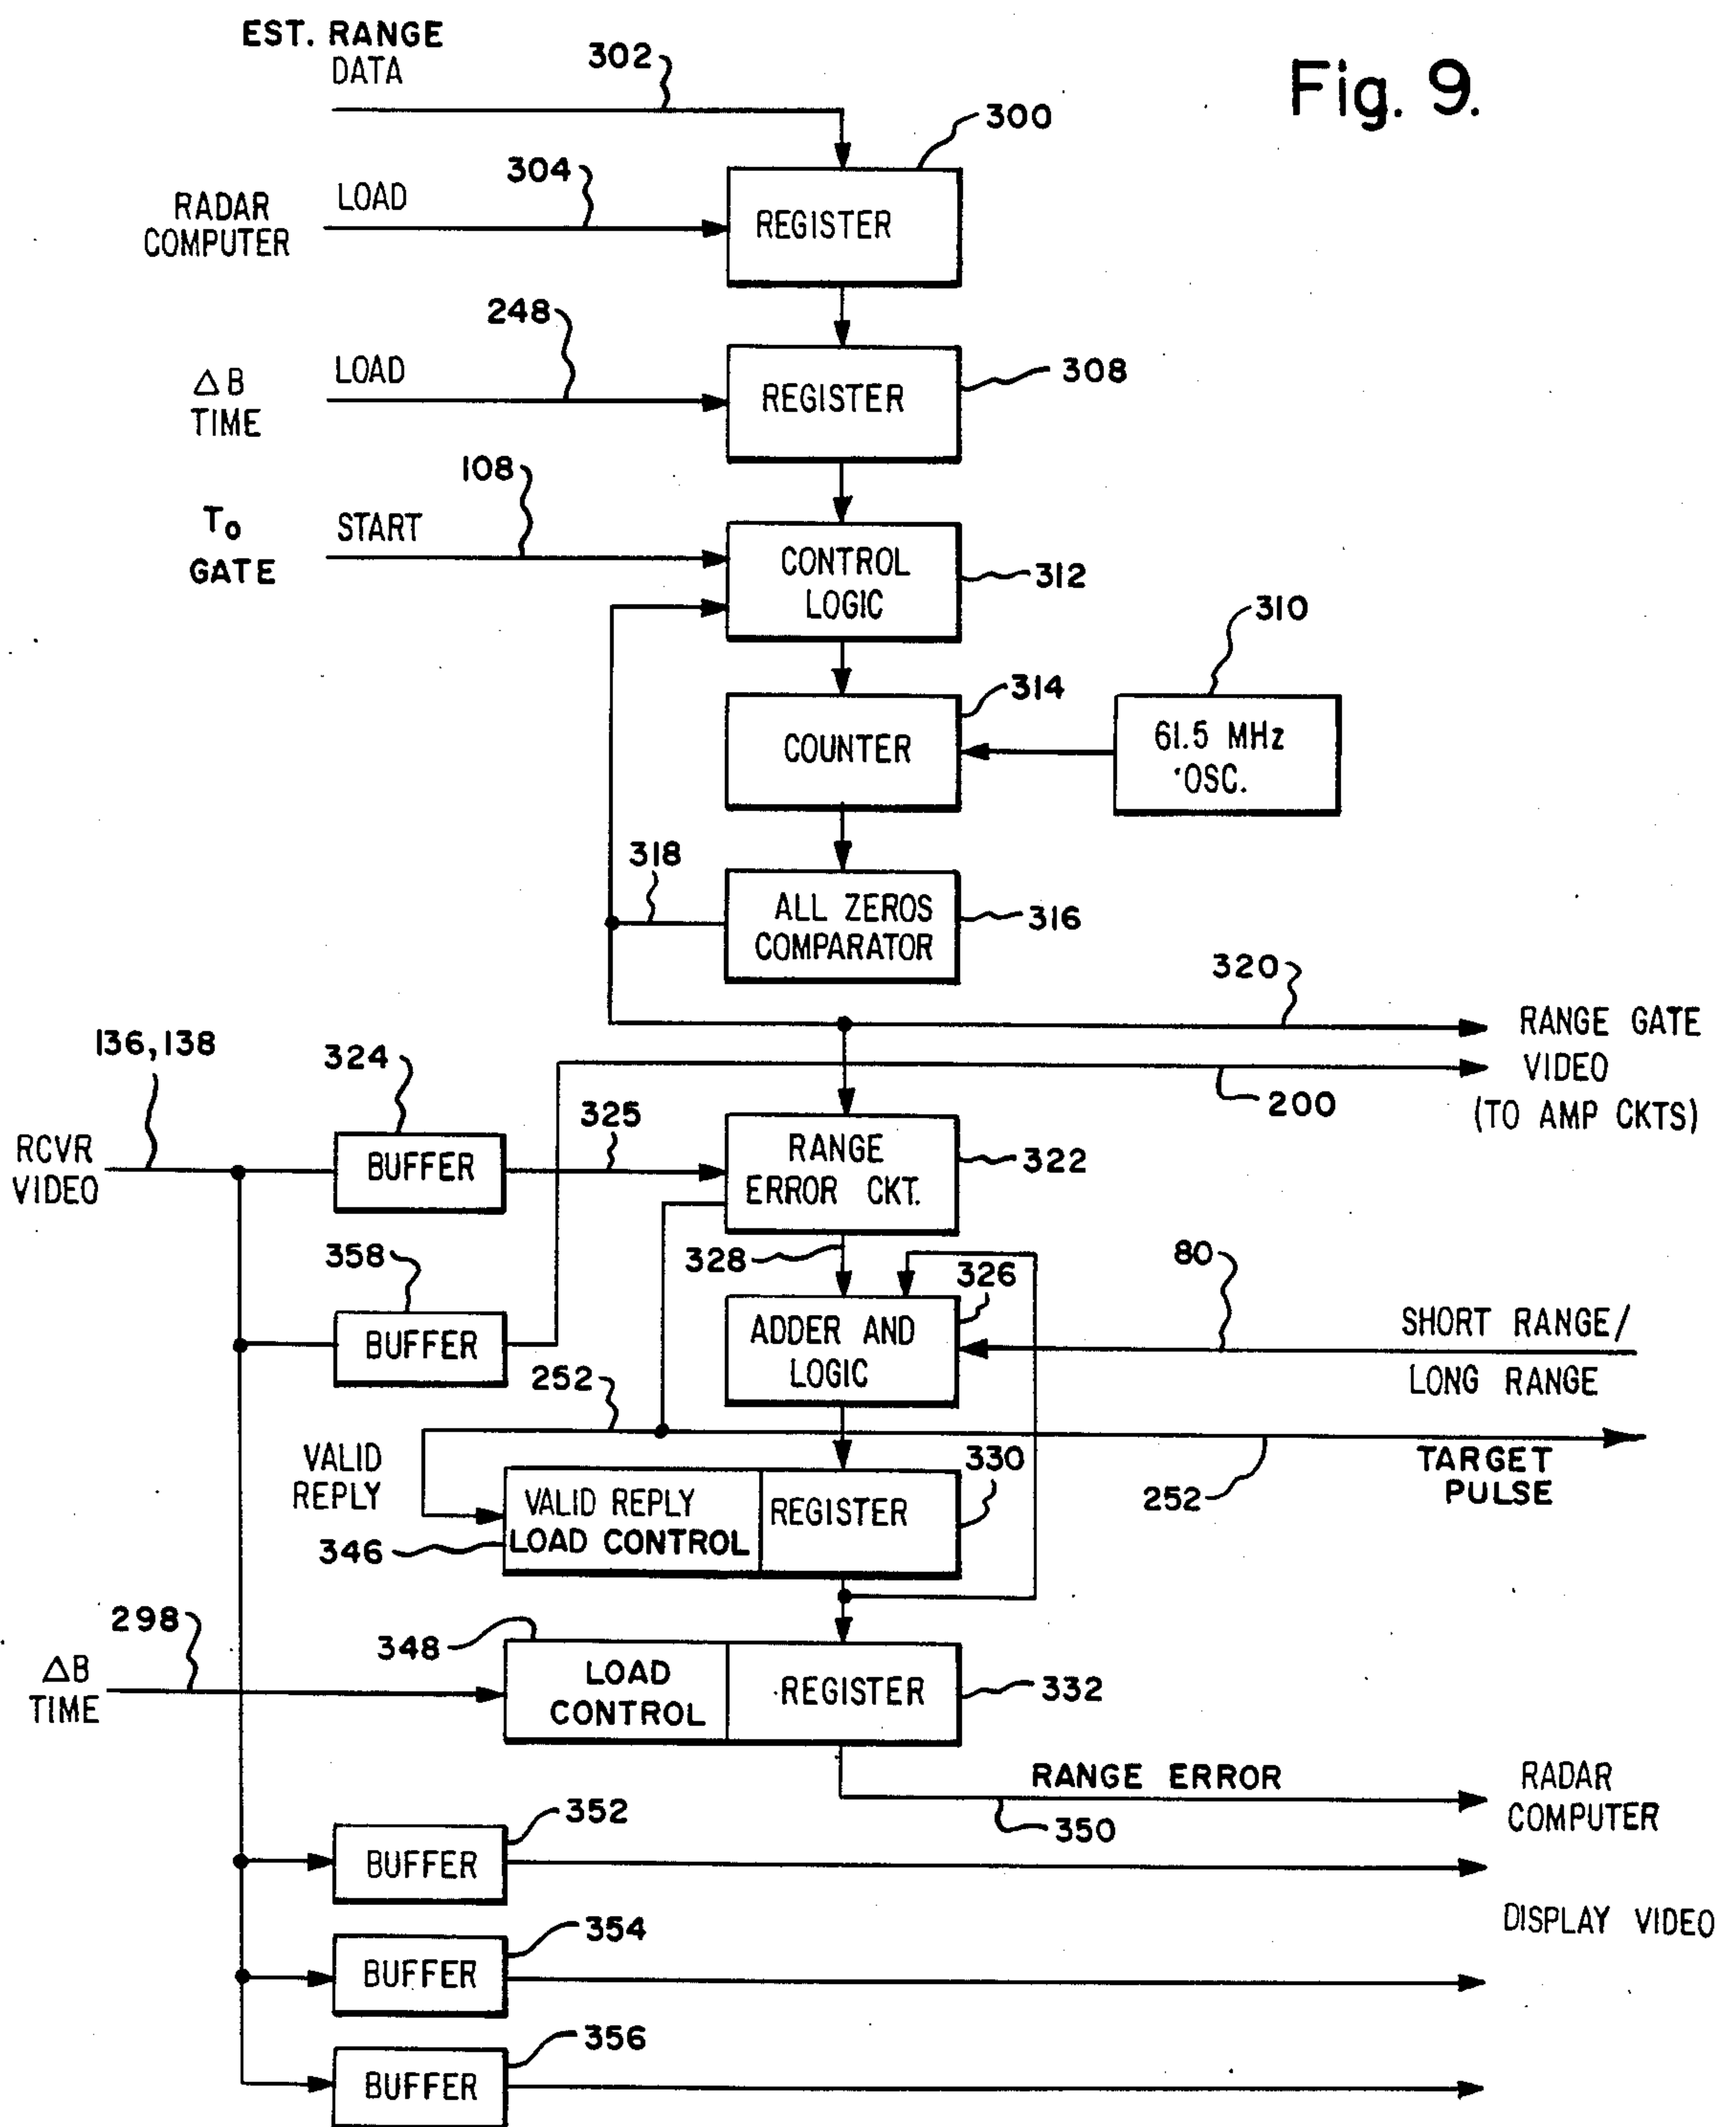 EST. RANGE
DATA
302
Fig. 9.
300
304
LOAD
RADAR
COMPUTER
REGISTER
248
LOAD
ΔB
TIME
REGISTER
308
108
To
GATE
START
CONTROL
LOGIC
312
310
314
COUNTER
61.5 MHz
OSC.
318
ALL ZEROS
COMPARATOR
316
320
RANGE GATE
136,138
324
VIDEO
(TO AMP CKTS)
200
325
RCVR
VIDEO
BUFFER
RANGE
ERROR CKT.
322
358
328
326
80
BUFFER
ADDER AND
LOGIC
SHORT RANGE/
LONG RANGE
252
VALID
REPLY
330
TARGET
PULSE
252
VALID REPLY
LOAD CONTROL
REGISTER
346
298
348
ΔB
TIME
LOAD
CONTROL
REGISTER
332
RANGE ERROR
RADAR
COMPUTER
350
352
BUFFER
DISPLAY VIDEO
354
BUFFER
356
BUFFER